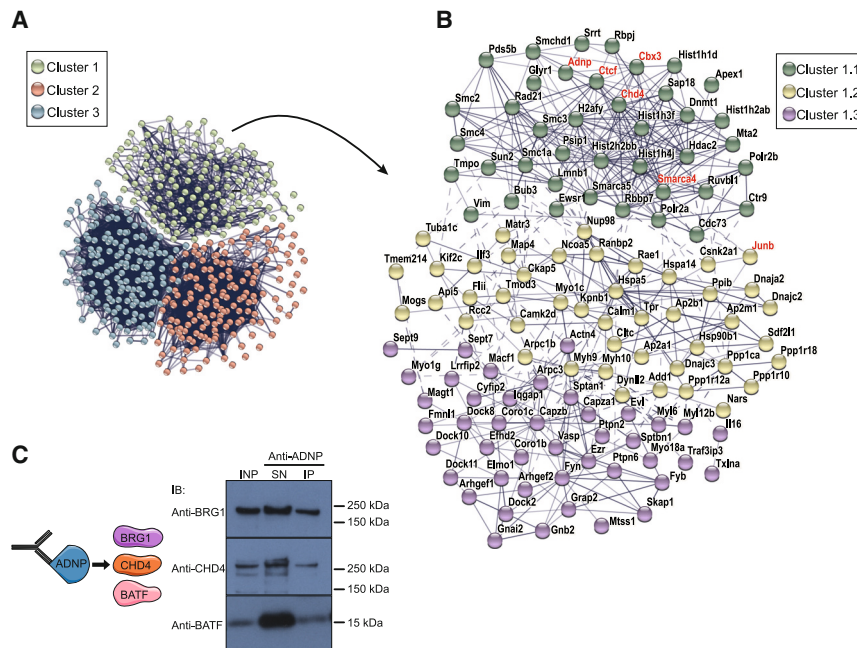 A
Cluster 1
Cluster 2
Cluster 3
B
Cluster 1.1
Cluster 1.2
Cluster 1.3
Srrt
Rbpj
Smchd1
Pds5b
Adnp
Cbx3
Hist1h1d
Ctcf
Glyr1
Sap18
Apex1
Chd4
Smc2
Rad21
H2afy
Dnmt1
Hist1h2ab
Smc3
Hist1h3f
Smc4
Psip1
Mta2
Hist2h2bb
Hdac2
Tmpo
Sun2
Smc1a
Hist1h4j
Polr2b
Lmnb1
Smarca4
Ruvbl1
Bub3
Smarca5
Vim
Ewsr1
Rbbp7
Ctr9
Polr2a
Cdc73
Tuba1c
Matr3
Nup98
Junb
Tmem214
Kif2c
Ilf3
Map4
Ncoa5
Ranbp2
Rae1
Csnk2a1
Ckap5
Hspa14
Hspa5
Mogs
Api5
Flii
Tmod3
Myo1c
Kpnb1
Ppib
Dnaja2
Tpr
Ap2b1
Dnajc2
Rcc2
Camk2d
Calm1
Ap2m1
Cltc
Sept9
Sept7
Arpc1b
Actn4
Ap2a1
Hsp90b1
Sdf2l1
Myo1g
Lrrfip2
Macf1
Myh9
Myh10
Dnajc3
Ppp1ca
Ppp1r18
Arpc3
Dynll2
Add1
Ppp1r12a
Ppp1r10
Magt1
Cyfip2
Iqgap1
Sptan1
Nars
Capza1
Evl
Fmnl1
Dock8
Coro1c
Capzb
Myl6
Myl12b
Il16
Ptpn2
Dock10
Efhd2
Coro1b
Vasp
Sptbn1
Ezr
Myo18a
Traf3ip3
Dock11
Elmo1
Ptpn6
Txlna
Arhgef1
Arhgef2
Fyn
Fyb
Dock2
Grap2
Skap1
Gnai2
Gnb2
Mtss1
C
Anti-ADNP
IB:
INP
SN
IP
Anti-BRG1
250 kDa
150 kDa
ADNP
BRG1
CHD4
BATF
Anti-CHD4
250 kDa
150 kDa
Anti-BATF
15 kDa